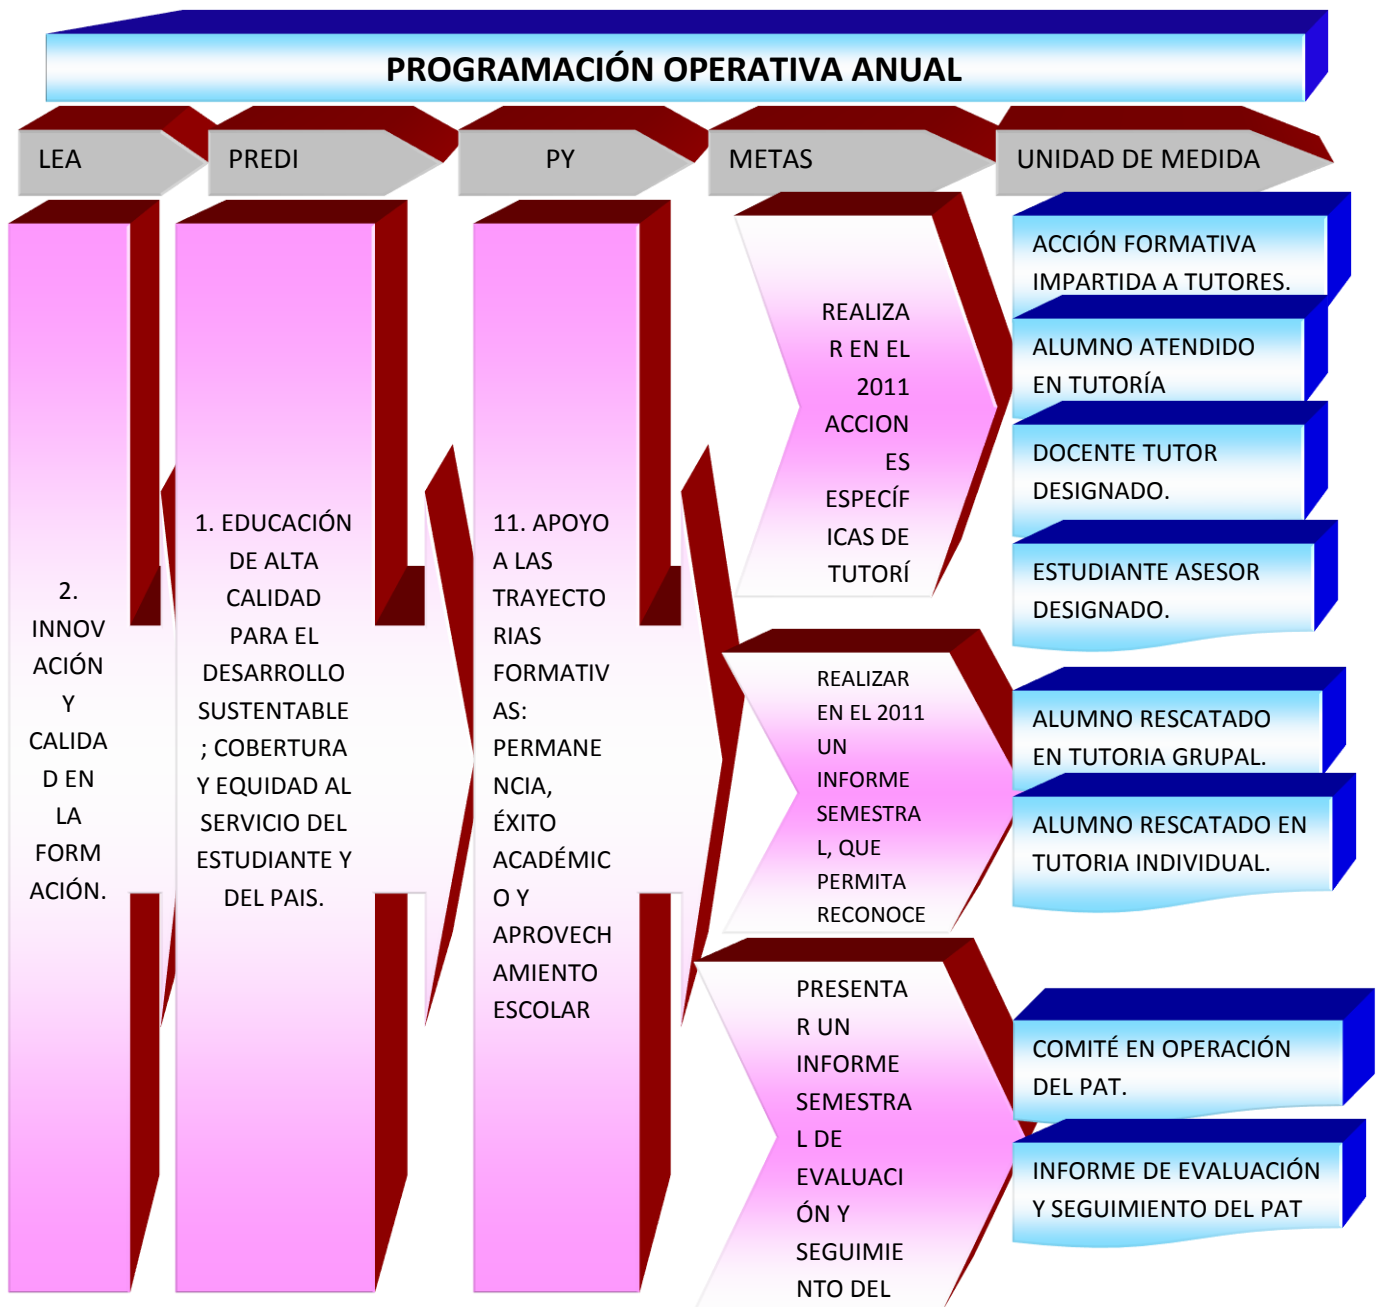 PROGRAMACIÓN OPERATIVA ANUAL
LEA
PREDI
PY
METAS
UNIDAD DE MEDIDA
2.
INNOV
ACIÓN
Y
CALIDA
D EN
LA
FORM
ACIÓN.
1. EDUCACIÓN
DE ALTA
CALIDAD
PARA EL
DESARROLLO
SUSTENTABLE
; COBERTURA
Y EQUIDAD AL
SERVICIO DEL
ESTUDIANTE Y
DEL PAIS.
11. APOYO
A LAS
TRAYECTO
RIAS
FORMATIV
AS:
PERMANE
NCIA,
ÉXITO
ACADÉMIC
O Y
APROVECH
AMIENTO
ESCOLAR
REALIZA
R EN EL
2011
ACCION
ES
ESPECÍF
ICAS DE
TUTORÍ
REALIZAR
EN EL 2011
UN
INFORME
SEMESTRA
L, QUE
PERMITA
RECONOCE
PRESENTA
R UN
INFORME
SEMESTRA
L DE
EVALUACI
ÓN Y
SEGUIMIE
NTO DEL
ACCIÓN FORMATIVA
IMPARTIDA A TUTORES.
ALUMNO ATENDIDO
EN TUTORÍA
DOCENTE TUTOR
DESIGNADO.
ESTUDIANTE ASESOR
DESIGNADO.
ALUMNO RESCATADO
EN TUTORIA GRUPAL.
ALUMNO RESCATADO EN
TUTORIA INDIVIDUAL.
COMITÉ EN OPERACIÓN
DEL PAT.
INFORME DE EVALUACIÓN
Y SEGUIMIENTO DEL PAT